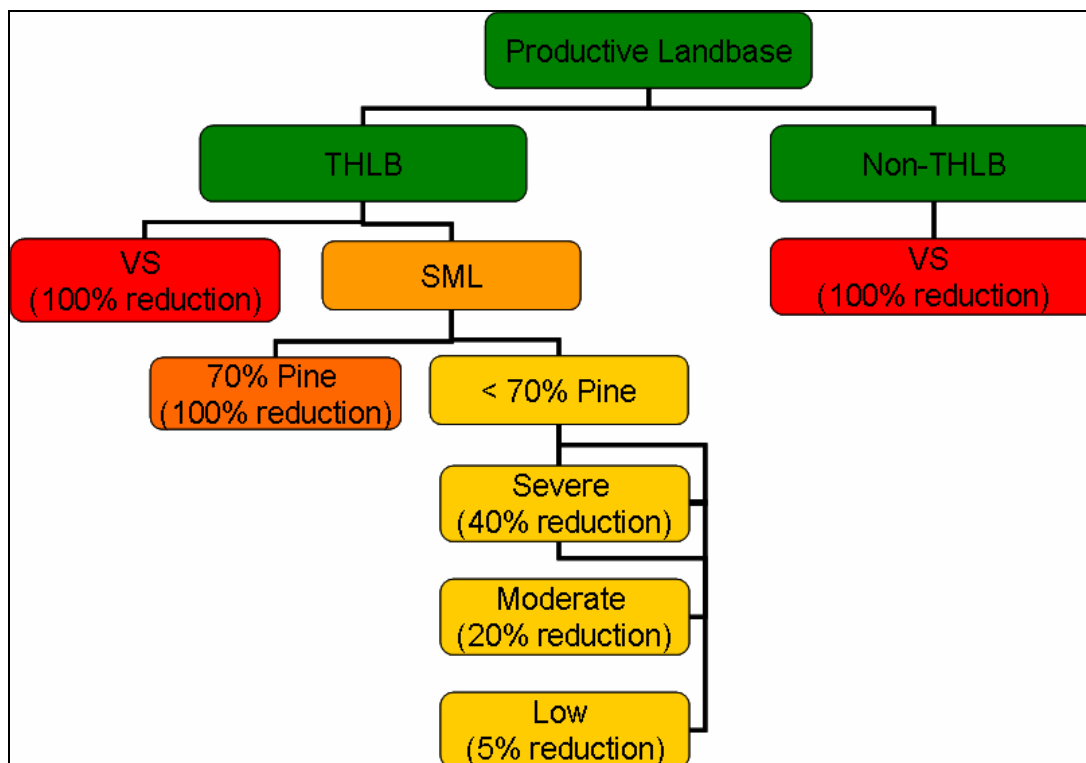 Productive Landbase
THLB
Non-THLB
VS
(100% reduction)
SML
VS
(100% reduction)
70% Pine
(100% reduction)
< 70% Pine
Severe
(40% reduction)
Moderate
(20% reduction)
Low
(5% reduction)